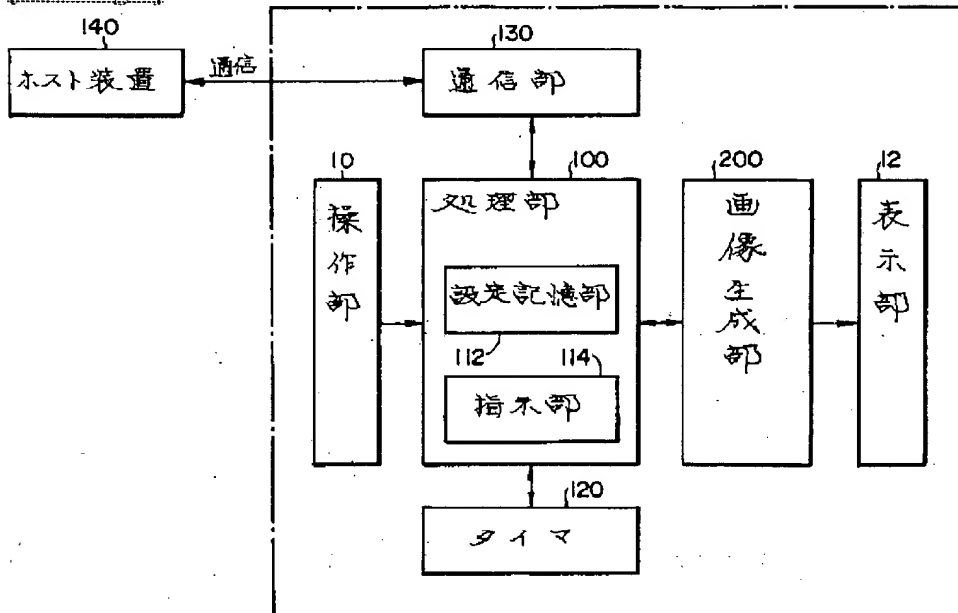 140
ホスト装置
通信
130
通信部
10
操作部
100
処理部
設定記憶部
112
114
指示部
200
画像生成部
12
表示部
120
タイマ